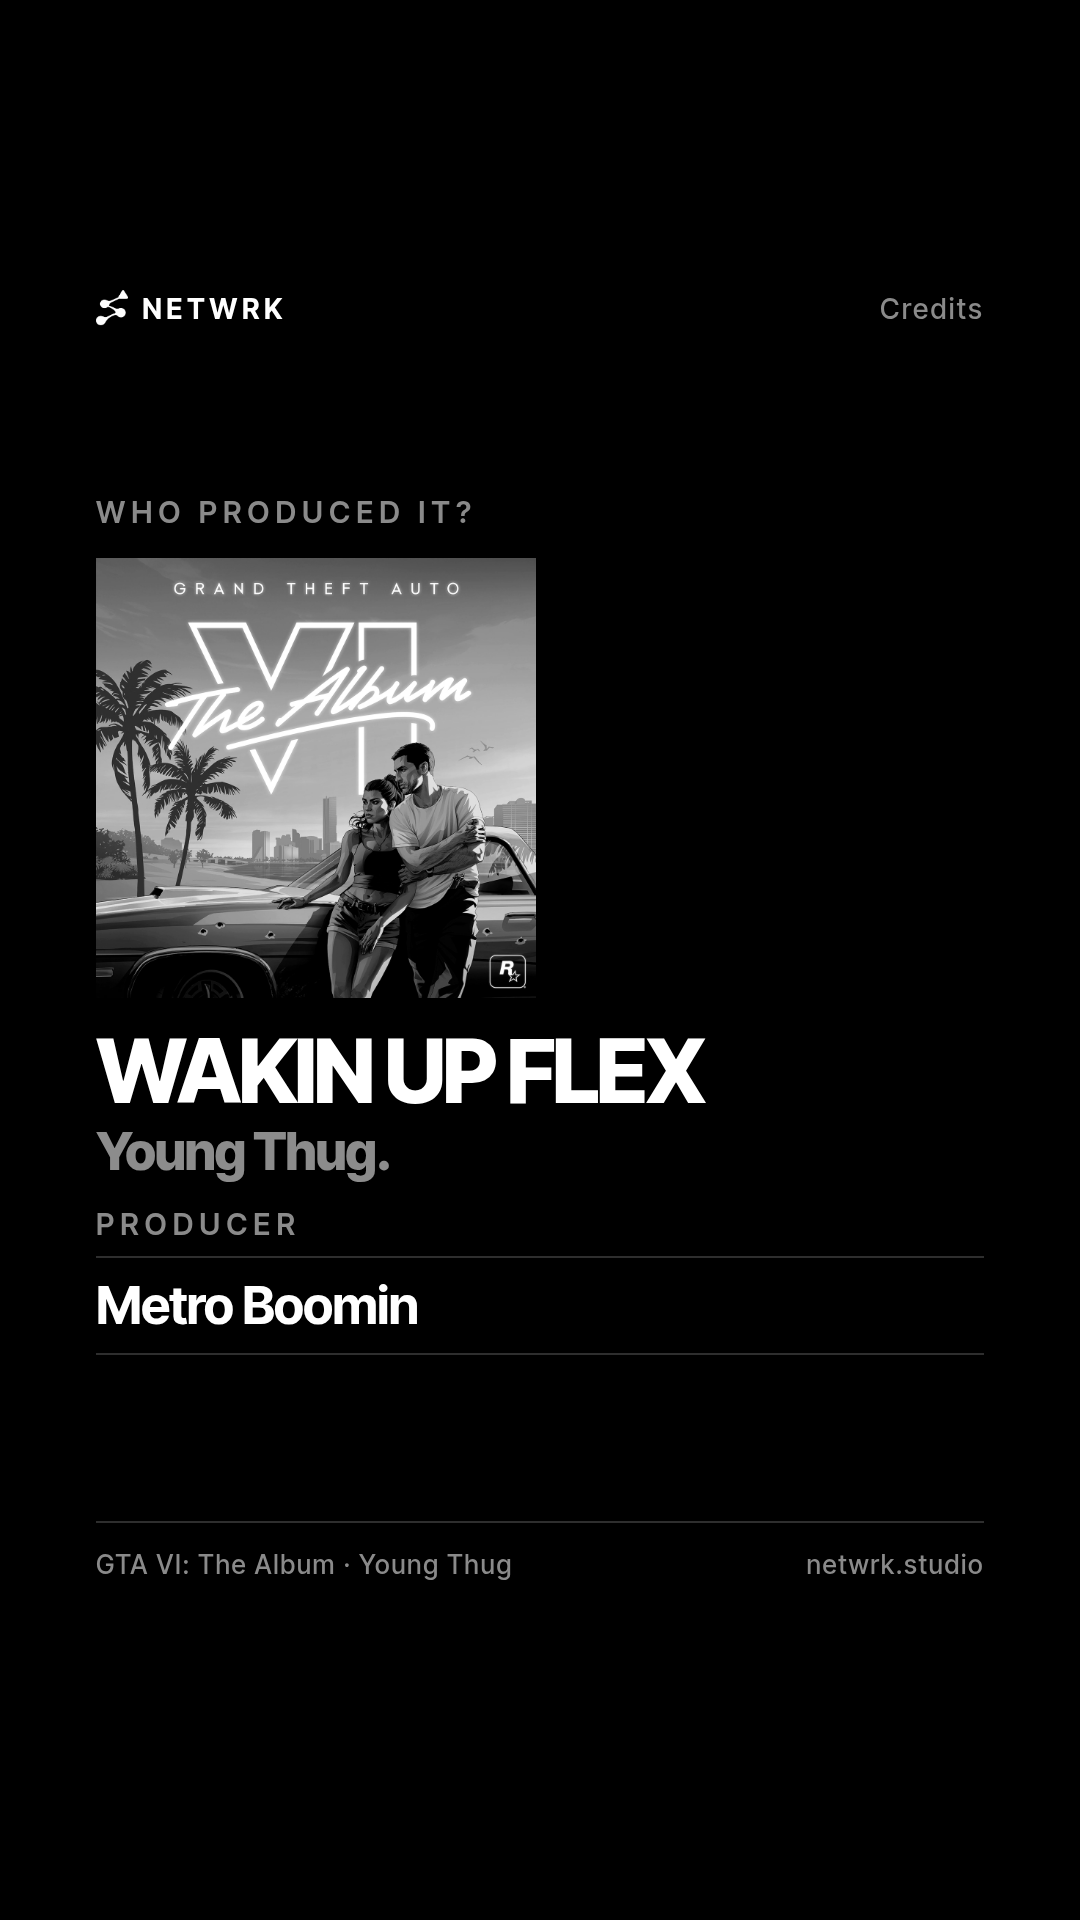 NETWRK
Credits
WHO PRODUCED IT?
GRAND THEFT AUTO
VI
The Album
R
WAKIN UP FLEX
Young Thug.
PRODUCER
Metro Boomin
GTA VI: The Album · Young Thug
netwrk.studio